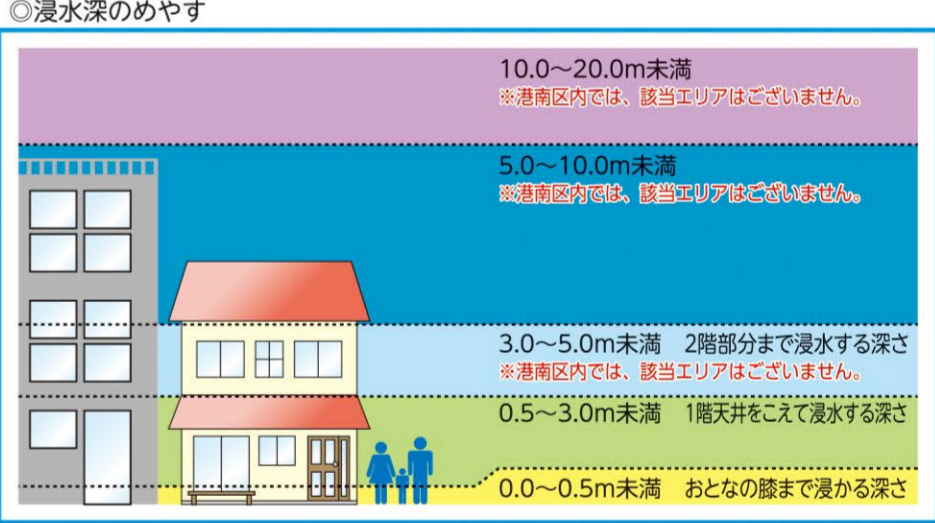 ◎浸水深のめやす
10.0～20.0m未満
※港南区内では、該当エリアはございません。
5.0～10.0m未満
※港南区内では、該当エリアはございません。
3.0～5.0m未満 2階部分まで浸水する深さ
※港南区内では、該当エリアはございません。
0.5～3.0m未満 1階天井をこえて浸水する深さ
0.0～0.5m未満 おとなの膝まで浸かる深さ